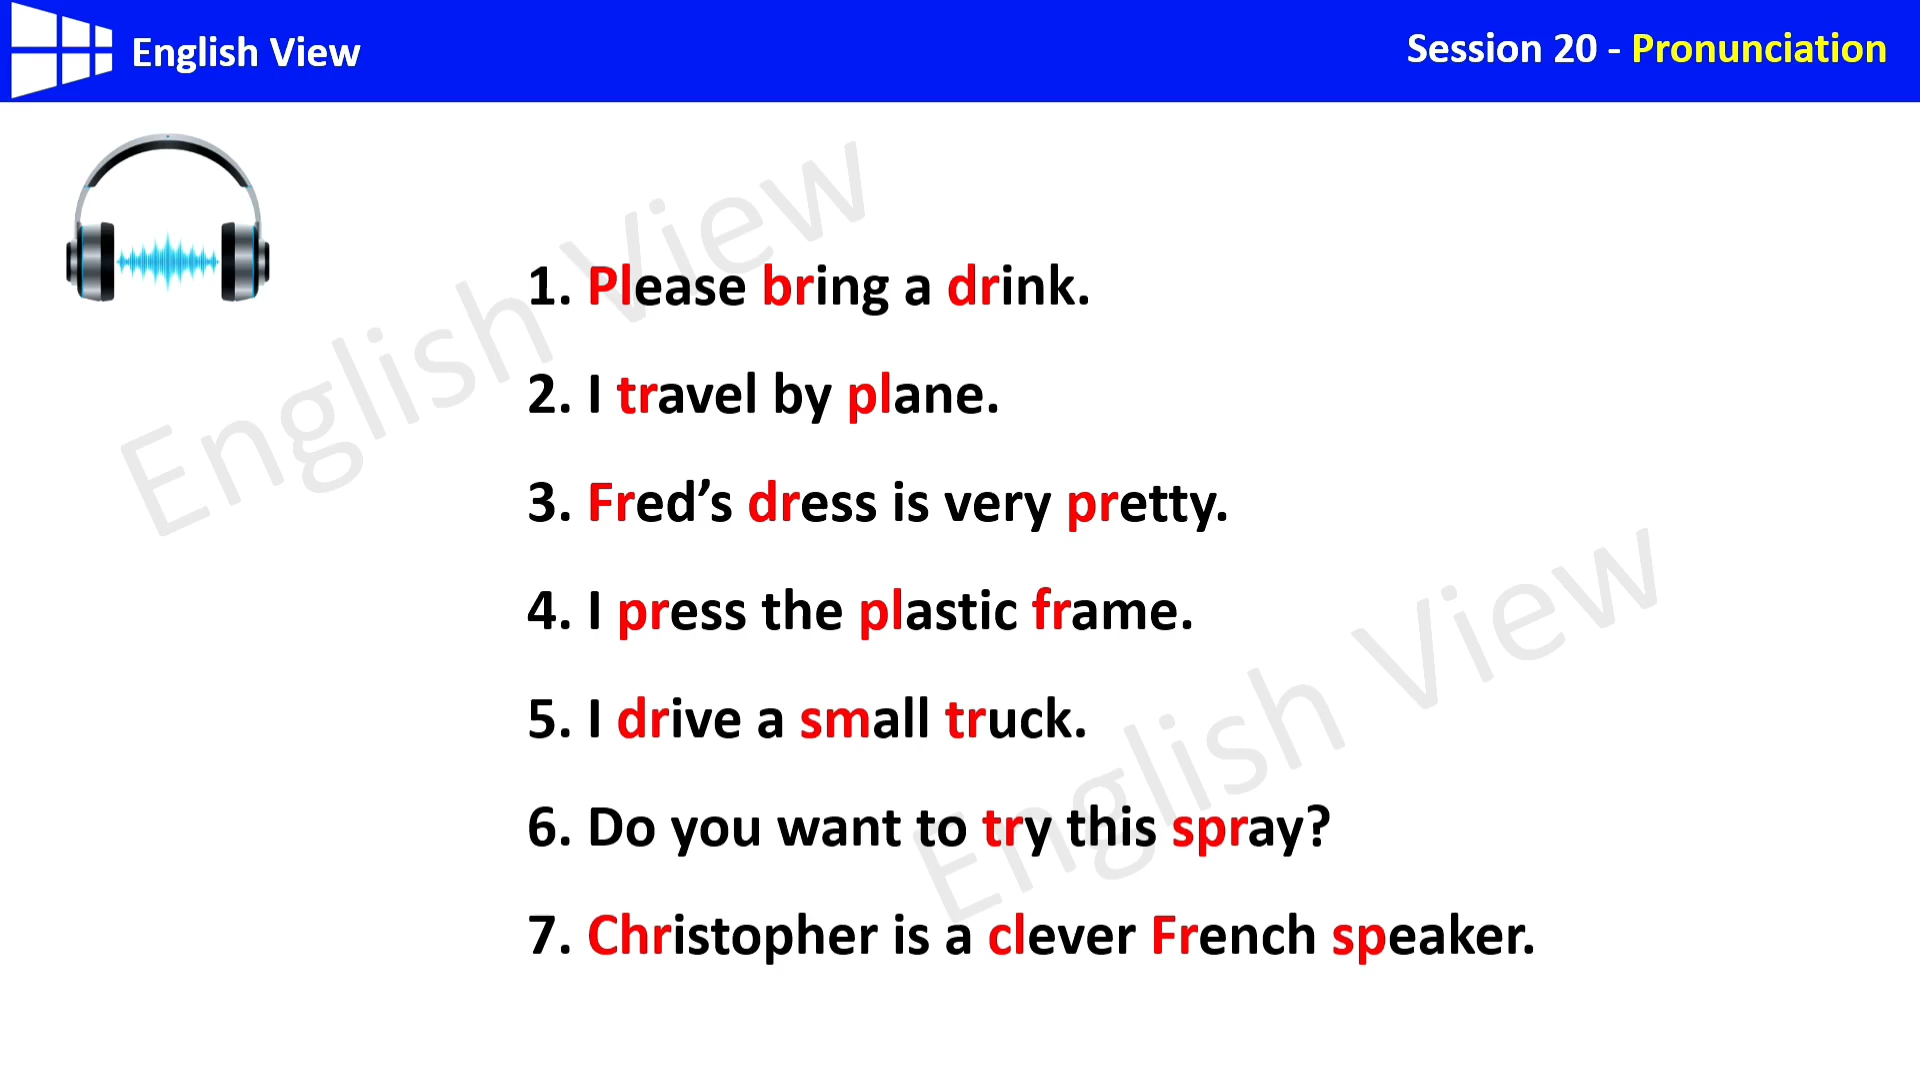 English View
Session 20 - Pronunciation
English View
1. Please bring a drink.
2. I travel by plane.
3. Fred’s dress is very pretty.
4. I press the plastic frame.
5. I drive a small truck.
6. Do you want to try this spray?
7. Christopher is a clever French speaker.
English View